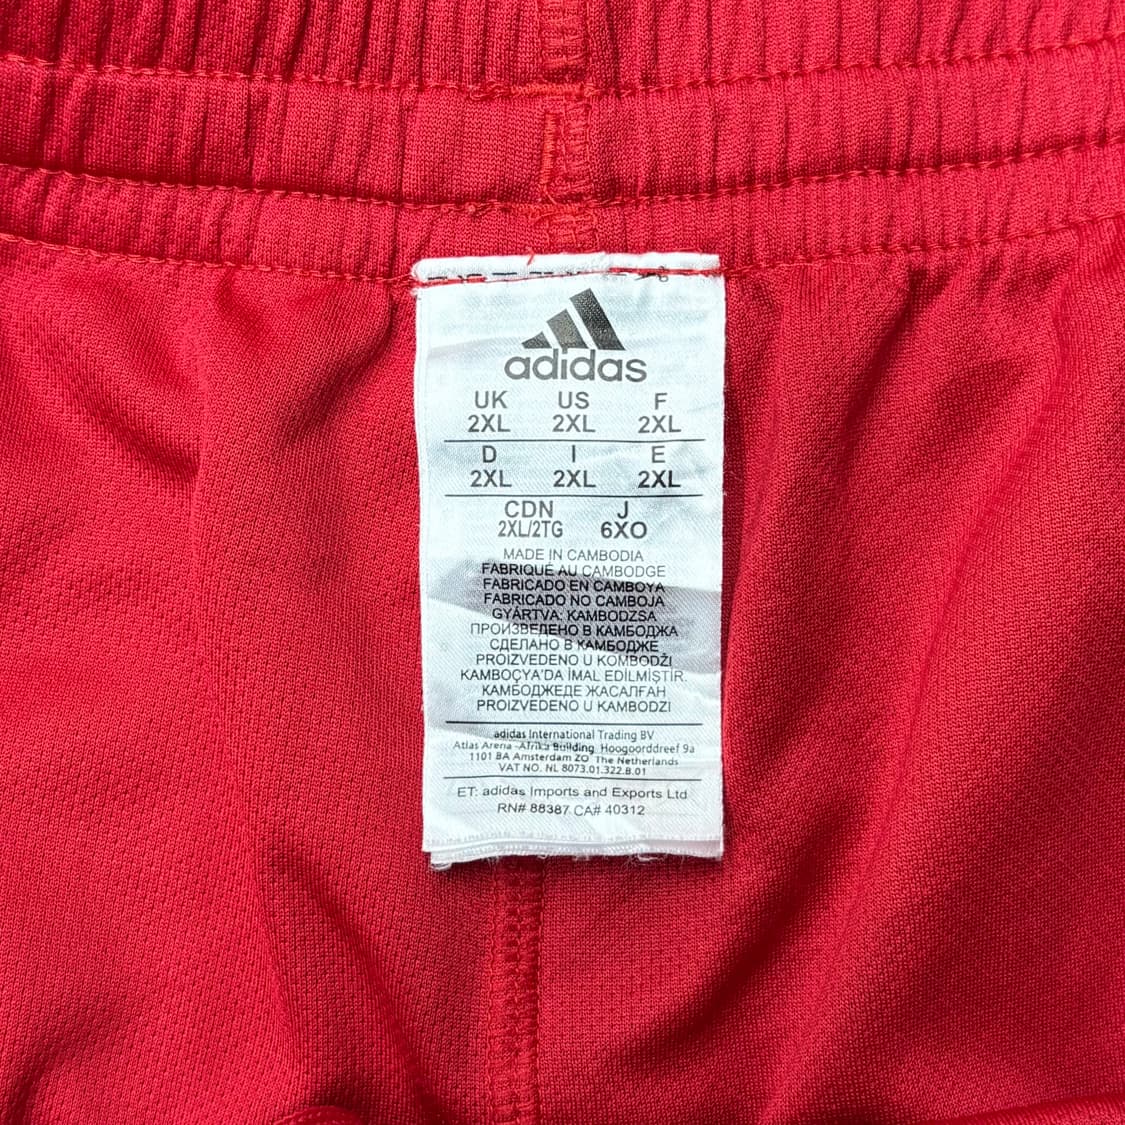 adidas
UK US F
2XL 2XL 2XL
D I E
2XL 2XL 2XL
CDN J
2XL/2TG 6XO
MADE IN CAMBODIA
FABRIQUÉ AU CAMBODGE
FABRICADO EN CAMBOYA
FABRICADO NO CAMBOJA
GYÁRTVA: KAMBODZSA
ПРОИЗВЕДЕНО В КАМБОДЖА
СДЕЛАНО В КАМБОДЖЕ
PROIZVEDENO U KOMBODŽI
KAMBOÇYA'DA İMAL EDİLMİŞTİR.
КАМБОДЖЕДЕ ЖАСАЛҒАН
PROIZVEDENO U KAMBODZI
adidas International Trading BV
Atlas Arena -Afrika Building Hoogoorddreef 9a
1101 BA Amsterdam ZO The Netherlands
VAT NO. NL 8073.01.322.B.01
ET: adidas Imports and Exports Ltd
RN# 88387 CA# 40312